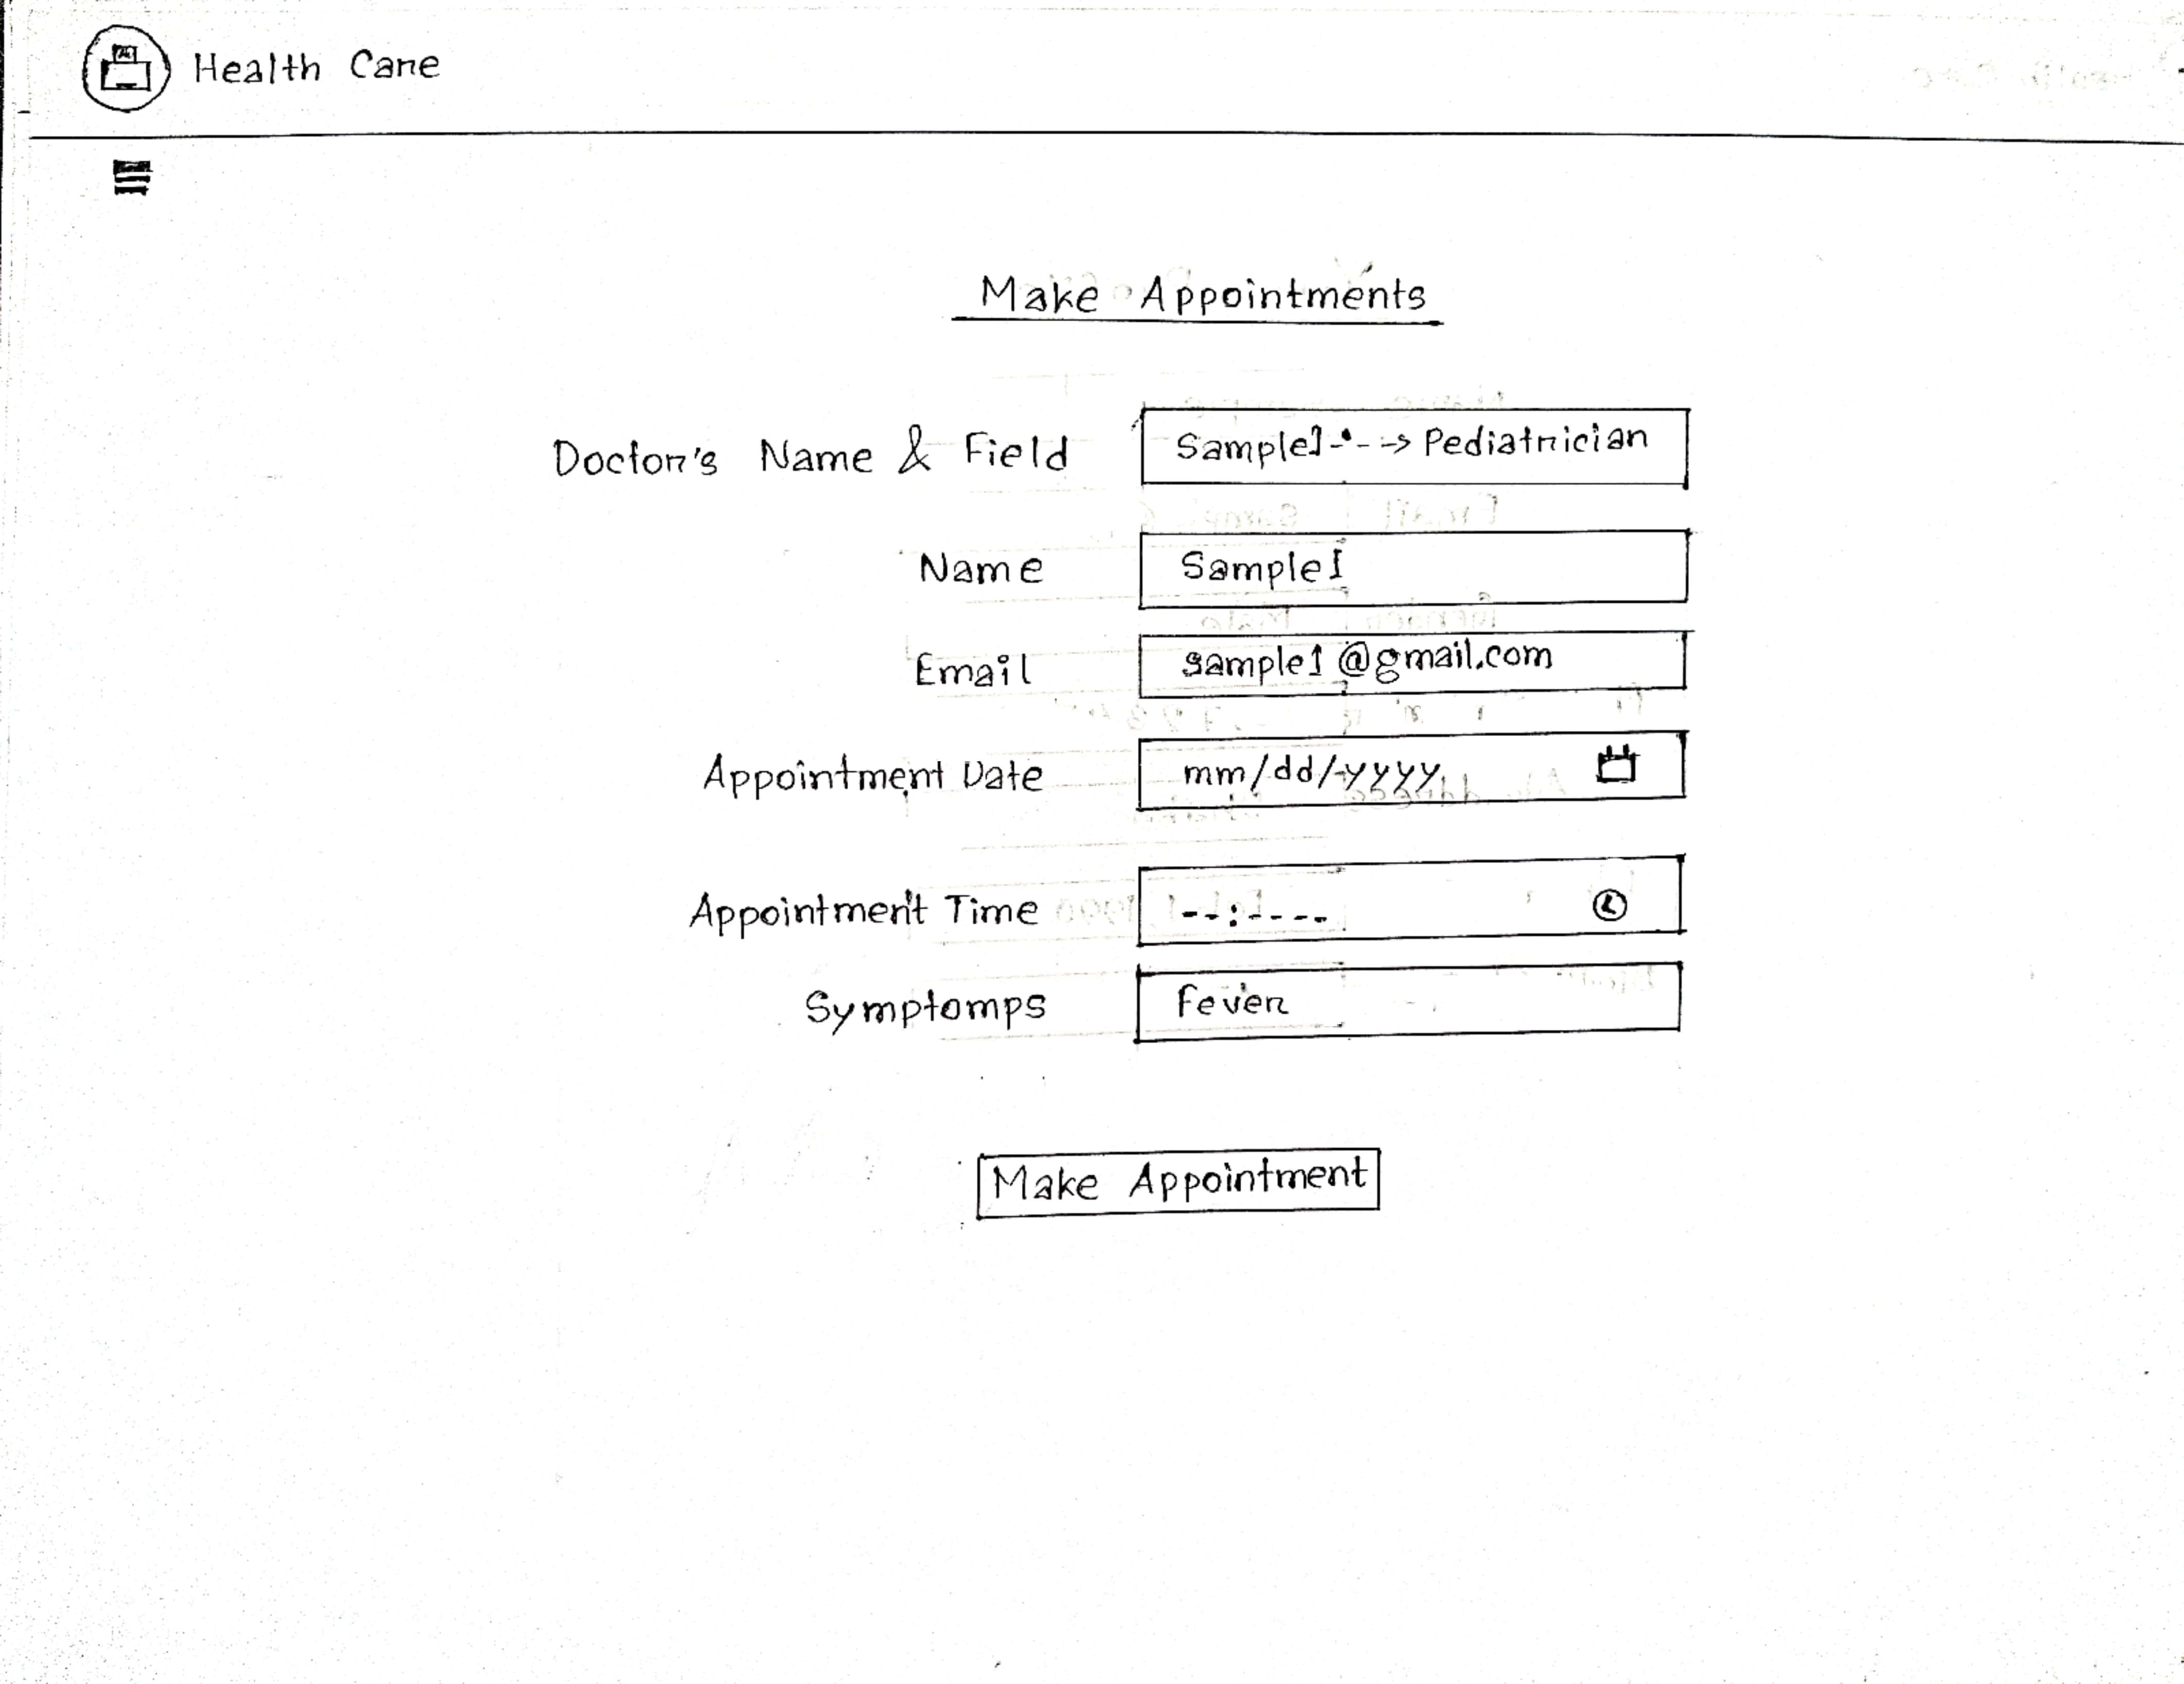 Health Care
Make Appointments
Doctor's Name & Field
Sample1---> Pediatrician
Name
Sample1
Email
sample1@gmail.com
Appointment Date
mm/dd/yyyy
Appointment Time
--:----
Symptomps
Fever
Make Appointment